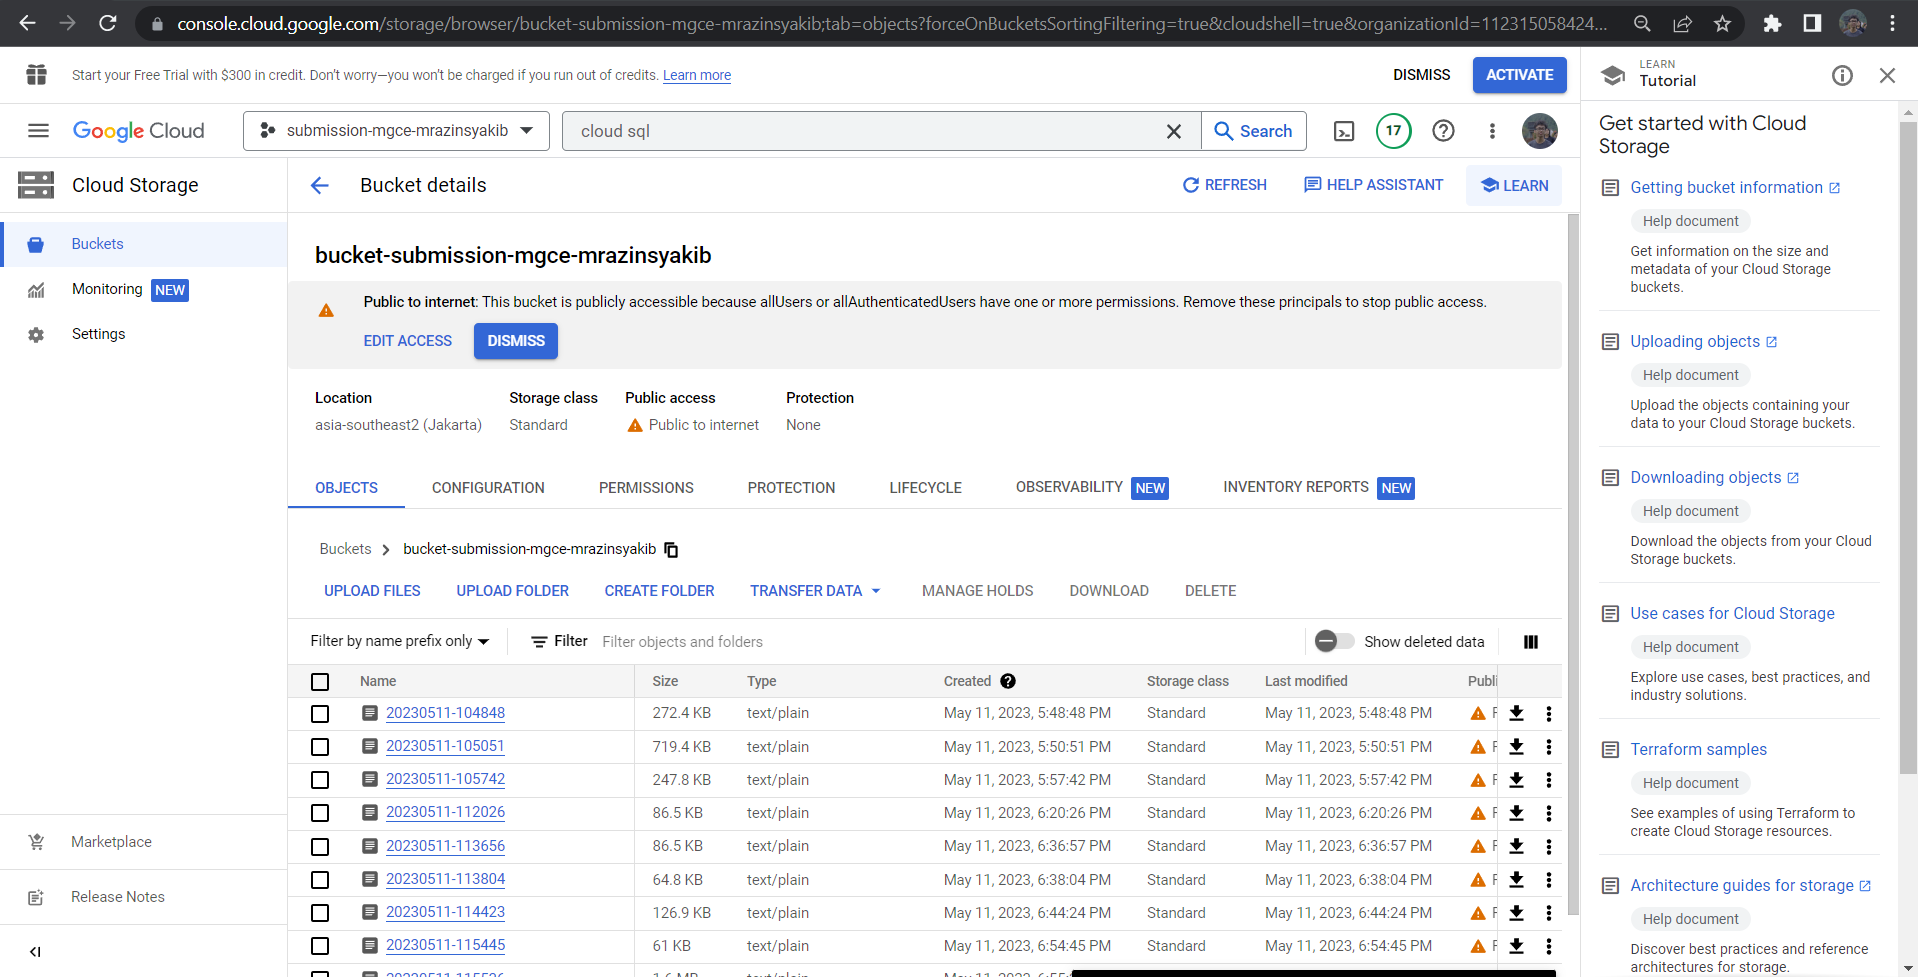 console.cloud.google.com/storage/browser/bucket-submission-mgce-mrazinsyakib;tab=objects?forceOnBucketsSortingFiltering=true&cloudshell=true&organizationId=112315058424...
Start your Free Trial with $300 in credit. Don't worry—you won't be charged if you run out of credits. Learn more
DISMISS
ACTIVATE
Google Cloud
submission-mgce-mrazinsyakib
cloud sql
Search
17
Cloud Storage
Buckets
Monitoring NEW
Settings
Marketplace
Release Notes
Bucket details
REFRESH
HELP ASSISTANT
LEARN
bucket-submission-mgce-mrazinsyakib
Public to internet: This bucket is publicly accessible because allUsers or allAuthenticatedUsers have one or more permissions. Remove these principals to stop public access.
EDIT ACCESS
DISMISS
Location Storage class Public access Protection
asia-southeast2 (Jakarta) Standard Public to internet None
OBJECTS CONFIGURATION PERMISSIONS PROTECTION LIFECYCLE OBSERVABILITY NEW INVENTORY REPORTS NEW
Buckets > bucket-submission-mgce-mrazinsyakib
UPLOAD FILES UPLOAD FOLDER CREATE FOLDER TRANSFER DATA MANAGE HOLDS DOWNLOAD DELETE
Filter by name prefix only Filter Filter objects and folders Show deleted data
Name Size Type Created Storage class Last modified Publi
20230511-104848 272.4 KB text/plain May 11, 2023, 5:48:48 PM Standard May 11, 2023, 5:48:48 PM
20230511-105051 719.4 KB text/plain May 11, 2023, 5:50:51 PM Standard May 11, 2023, 5:50:51 PM
20230511-105742 247.8 KB text/plain May 11, 2023, 5:57:42 PM Standard May 11, 2023, 5:57:42 PM
20230511-112026 86.5 KB text/plain May 11, 2023, 6:20:26 PM Standard May 11, 2023, 6:20:26 PM
20230511-113656 86.5 KB text/plain May 11, 2023, 6:36:57 PM Standard May 11, 2023, 6:36:57 PM
20230511-113804 64.8 KB text/plain May 11, 2023, 6:38:04 PM Standard May 11, 2023, 6:38:04 PM
20230511-114423 126.9 KB text/plain May 11, 2023, 6:44:24 PM Standard May 11, 2023, 6:44:24 PM
20230511-115445 61 KB text/plain May 11, 2023, 6:54:45 PM Standard May 11, 2023, 6:54:45 PM
LEARN
Tutorial
Get started with Cloud
Storage
Getting bucket information
Help document
Get information on the size and
metadata of your Cloud Storage
buckets.
Uploading objects
Help document
Upload the objects containing your
data to your Cloud Storage buckets.
Downloading objects
Help document
Download the objects from your Cloud
Storage buckets.
Use cases for Cloud Storage
Help document
Explore use cases, best practices, and
industry solutions.
Terraform samples
Help document
See examples of using Terraform to
create Cloud Storage resources.
Architecture guides for storage
Help document
Discover best practices and reference
architectures for storage.